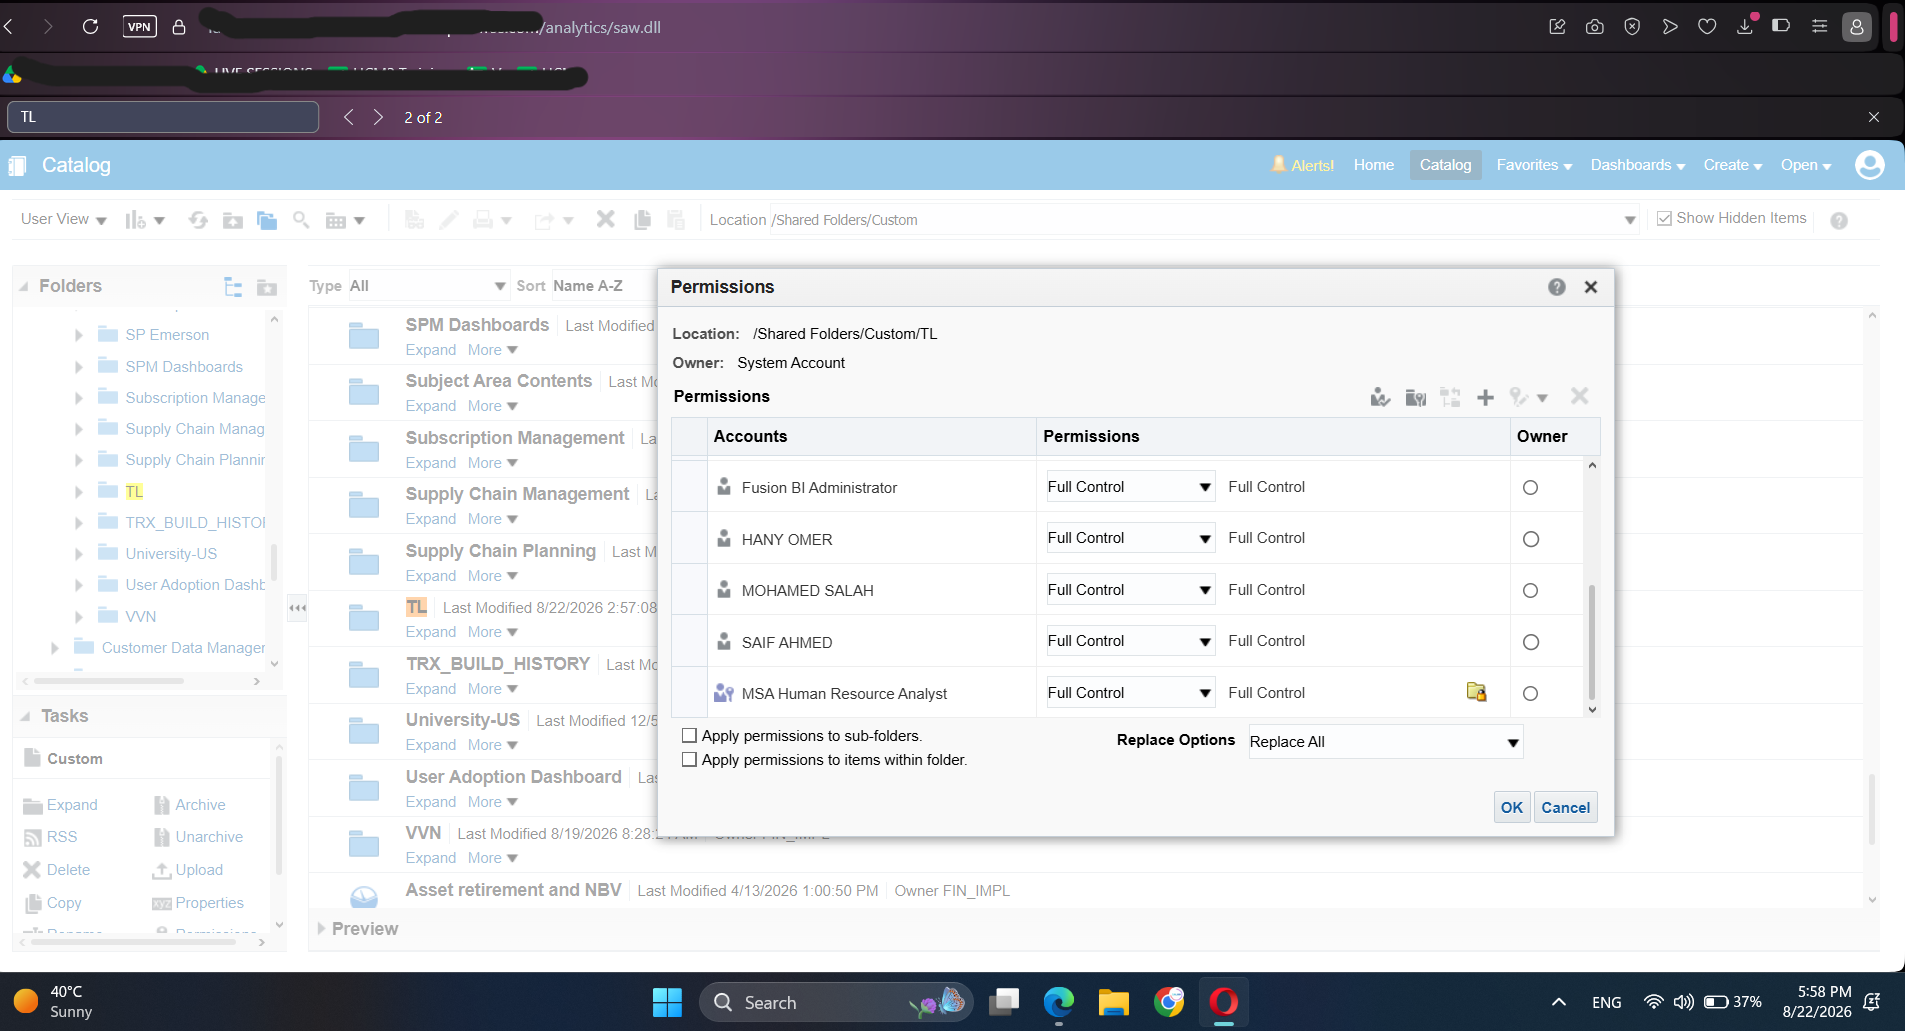 VPN
/analytics/saw.dll
TL
2 of 2
Catalog
Alerts!
Home
Catalog
Favorites
Dashboards
Create
Open
User View
Location /Shared Folders/Custom
Show Hidden Items
Folders
SP Emerson
SPM Dashboards
Subscription Manage
Supply Chain Manag
Supply Chain Plannin
TL
TRX_BUILD_HISTO
University-US
User Adoption Dashb
VVN
Customer Data Manager
Tasks
Custom
Expand
Archive
RSS
Unarchive
Delete
Upload
Copy
Properties
Type All
Sort Name A-Z
SPM Dashboards Last Modified
Expand More
Subject Area Contents Last Mo
Expand More
Subscription Management La
Expand More
Supply Chain Management La
Expand More
Supply Chain Planning Last M
Expand More
TL Last Modified 8/22/2026 2:57:08
Expand More
TRX_BUILD_HISTORY Last Mo
Expand More
University-US Last Modified 12/5
Expand More
User Adoption Dashboard Las
Expand More
VVN Last Modified 8/19/2026 8:28:2
Expand More
Asset retirement and NBV Last Modified 4/13/2026 1:00:50 PM Owner FIN_IMPL
Preview
Permissions
Location: /Shared Folders/Custom/TL
Owner: System Account
Permissions
Accounts Permissions Owner
Fusion BI Administrator Full Control Full Control
HANY OMER Full Control Full Control
MOHAMED SALAH Full Control Full Control
SAIF AHMED Full Control Full Control
MSA Human Resource Analyst Full Control Full Control
Apply permissions to sub-folders.
Apply permissions to items within folder.
Replace Options Replace All
OK Cancel
40°C
Sunny
Search
ENG
37%
5:58 PM
8/22/2026